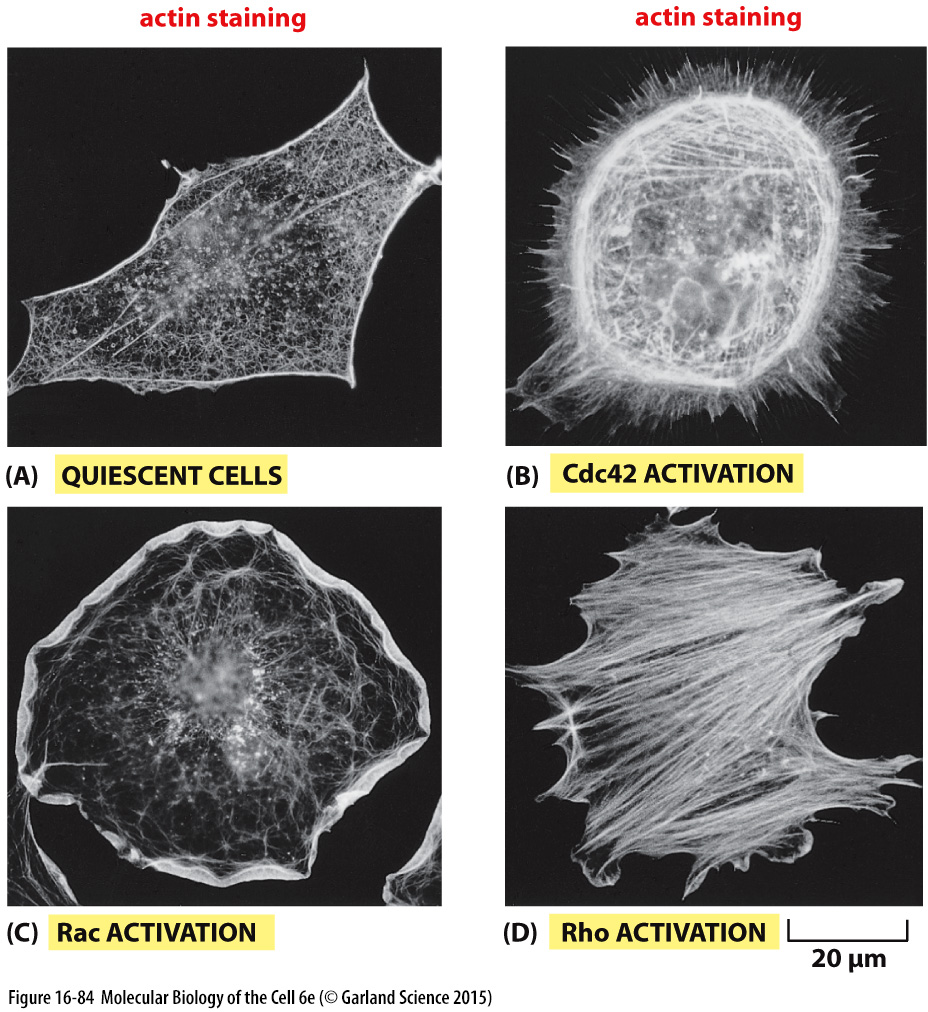 actin staining
actin staining
(A) QUIESCENT CELLS
(B) Cdc42 ACTIVATION
(C) Rac ACTIVATION
(D) Rho ACTIVATION
20 μm
Figure 16-84 Molecular Biology of the Cell 6e (© Garland Science 2015)